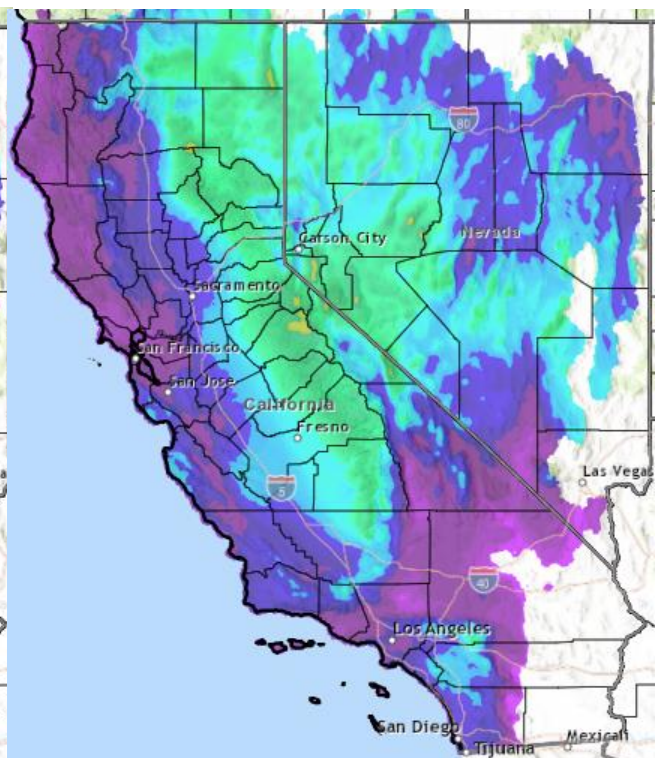 80
Nevada
Carson City
Sacramento
San Francisco
San Jose
California
Fresno
5
Las Vegas
40
Los Angeles
San Diego
Tijuana
Mexicali